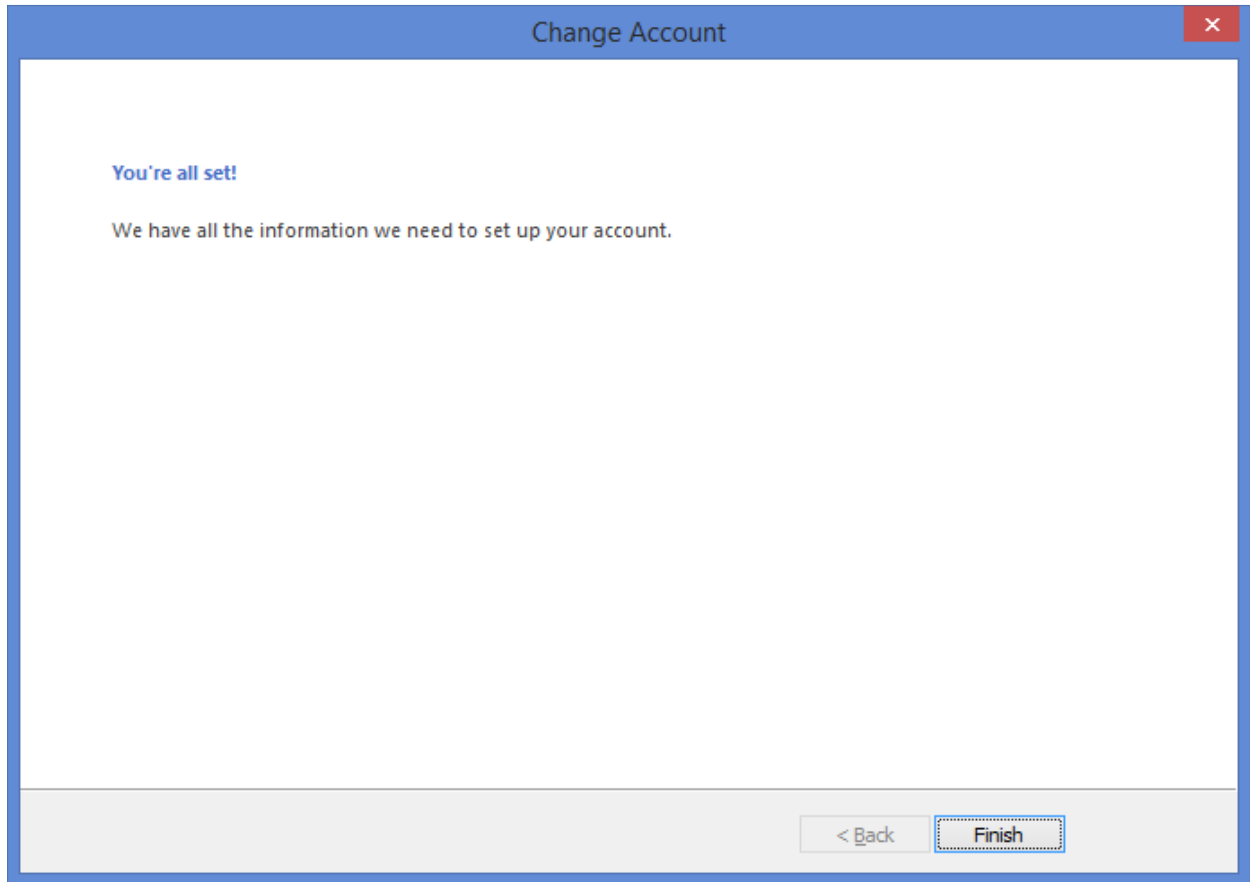 Change Account
You're all set!
We have all the information we need to set up your account.
< Back
Finish